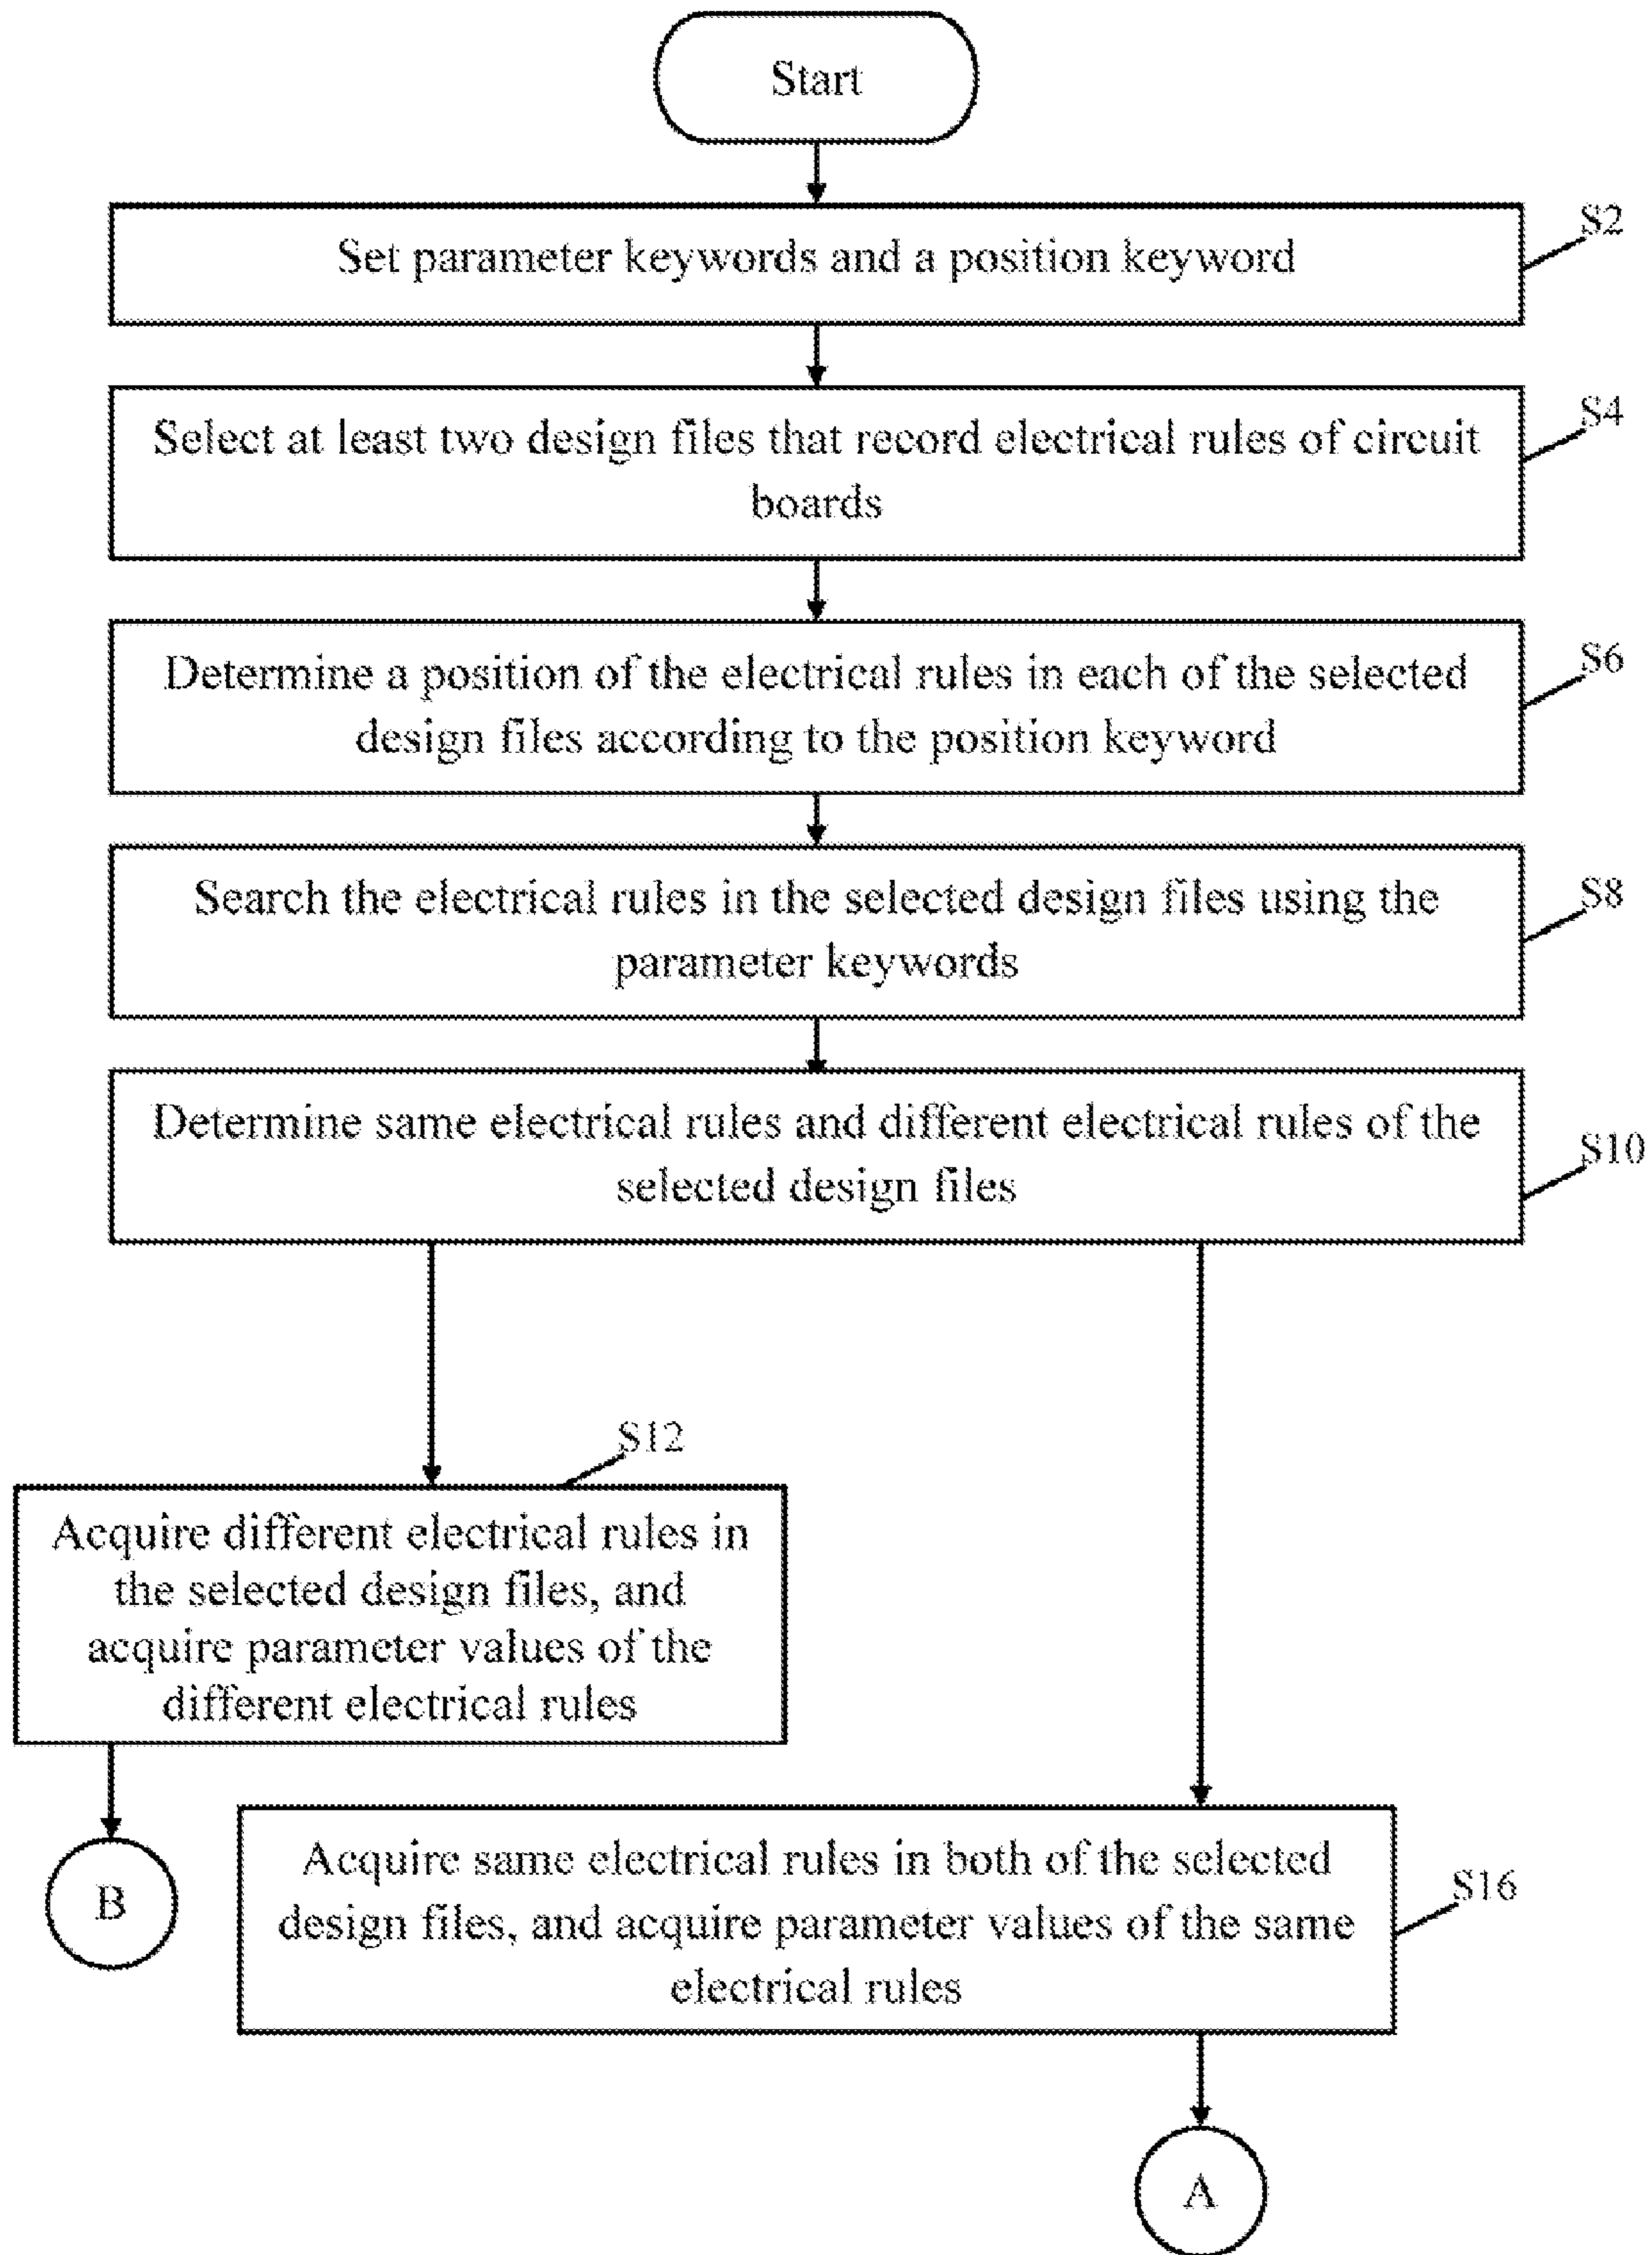 Start
S2
Set parameter keywords and a position keyword
S4
Select at least two design files that record electrical rules of circuit
boards
S6
Determine a position of the electrical rules in each of the selected
design files according to the position keyword
S8
Search the electrical rules in the selected design files using the
parameter keywords
Determine same electrical rules and different electrical rules of the
S10
selected design files
S12
Acquire different electrical rules in
the selected design files, and
acquire parameter values of the
different electrical rules
B
Acquire same electrical rules in both of the selected
S16
design files, and acquire parameter values of the same
electrical rules
A